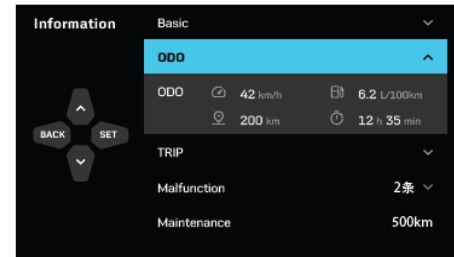 Information
Basic
ODO
ODO 42 km/h 6.2 L/100km
200 km 12 h 35 min
BACK SET
TRIP
Malfunction 2条
Maintenance 500km